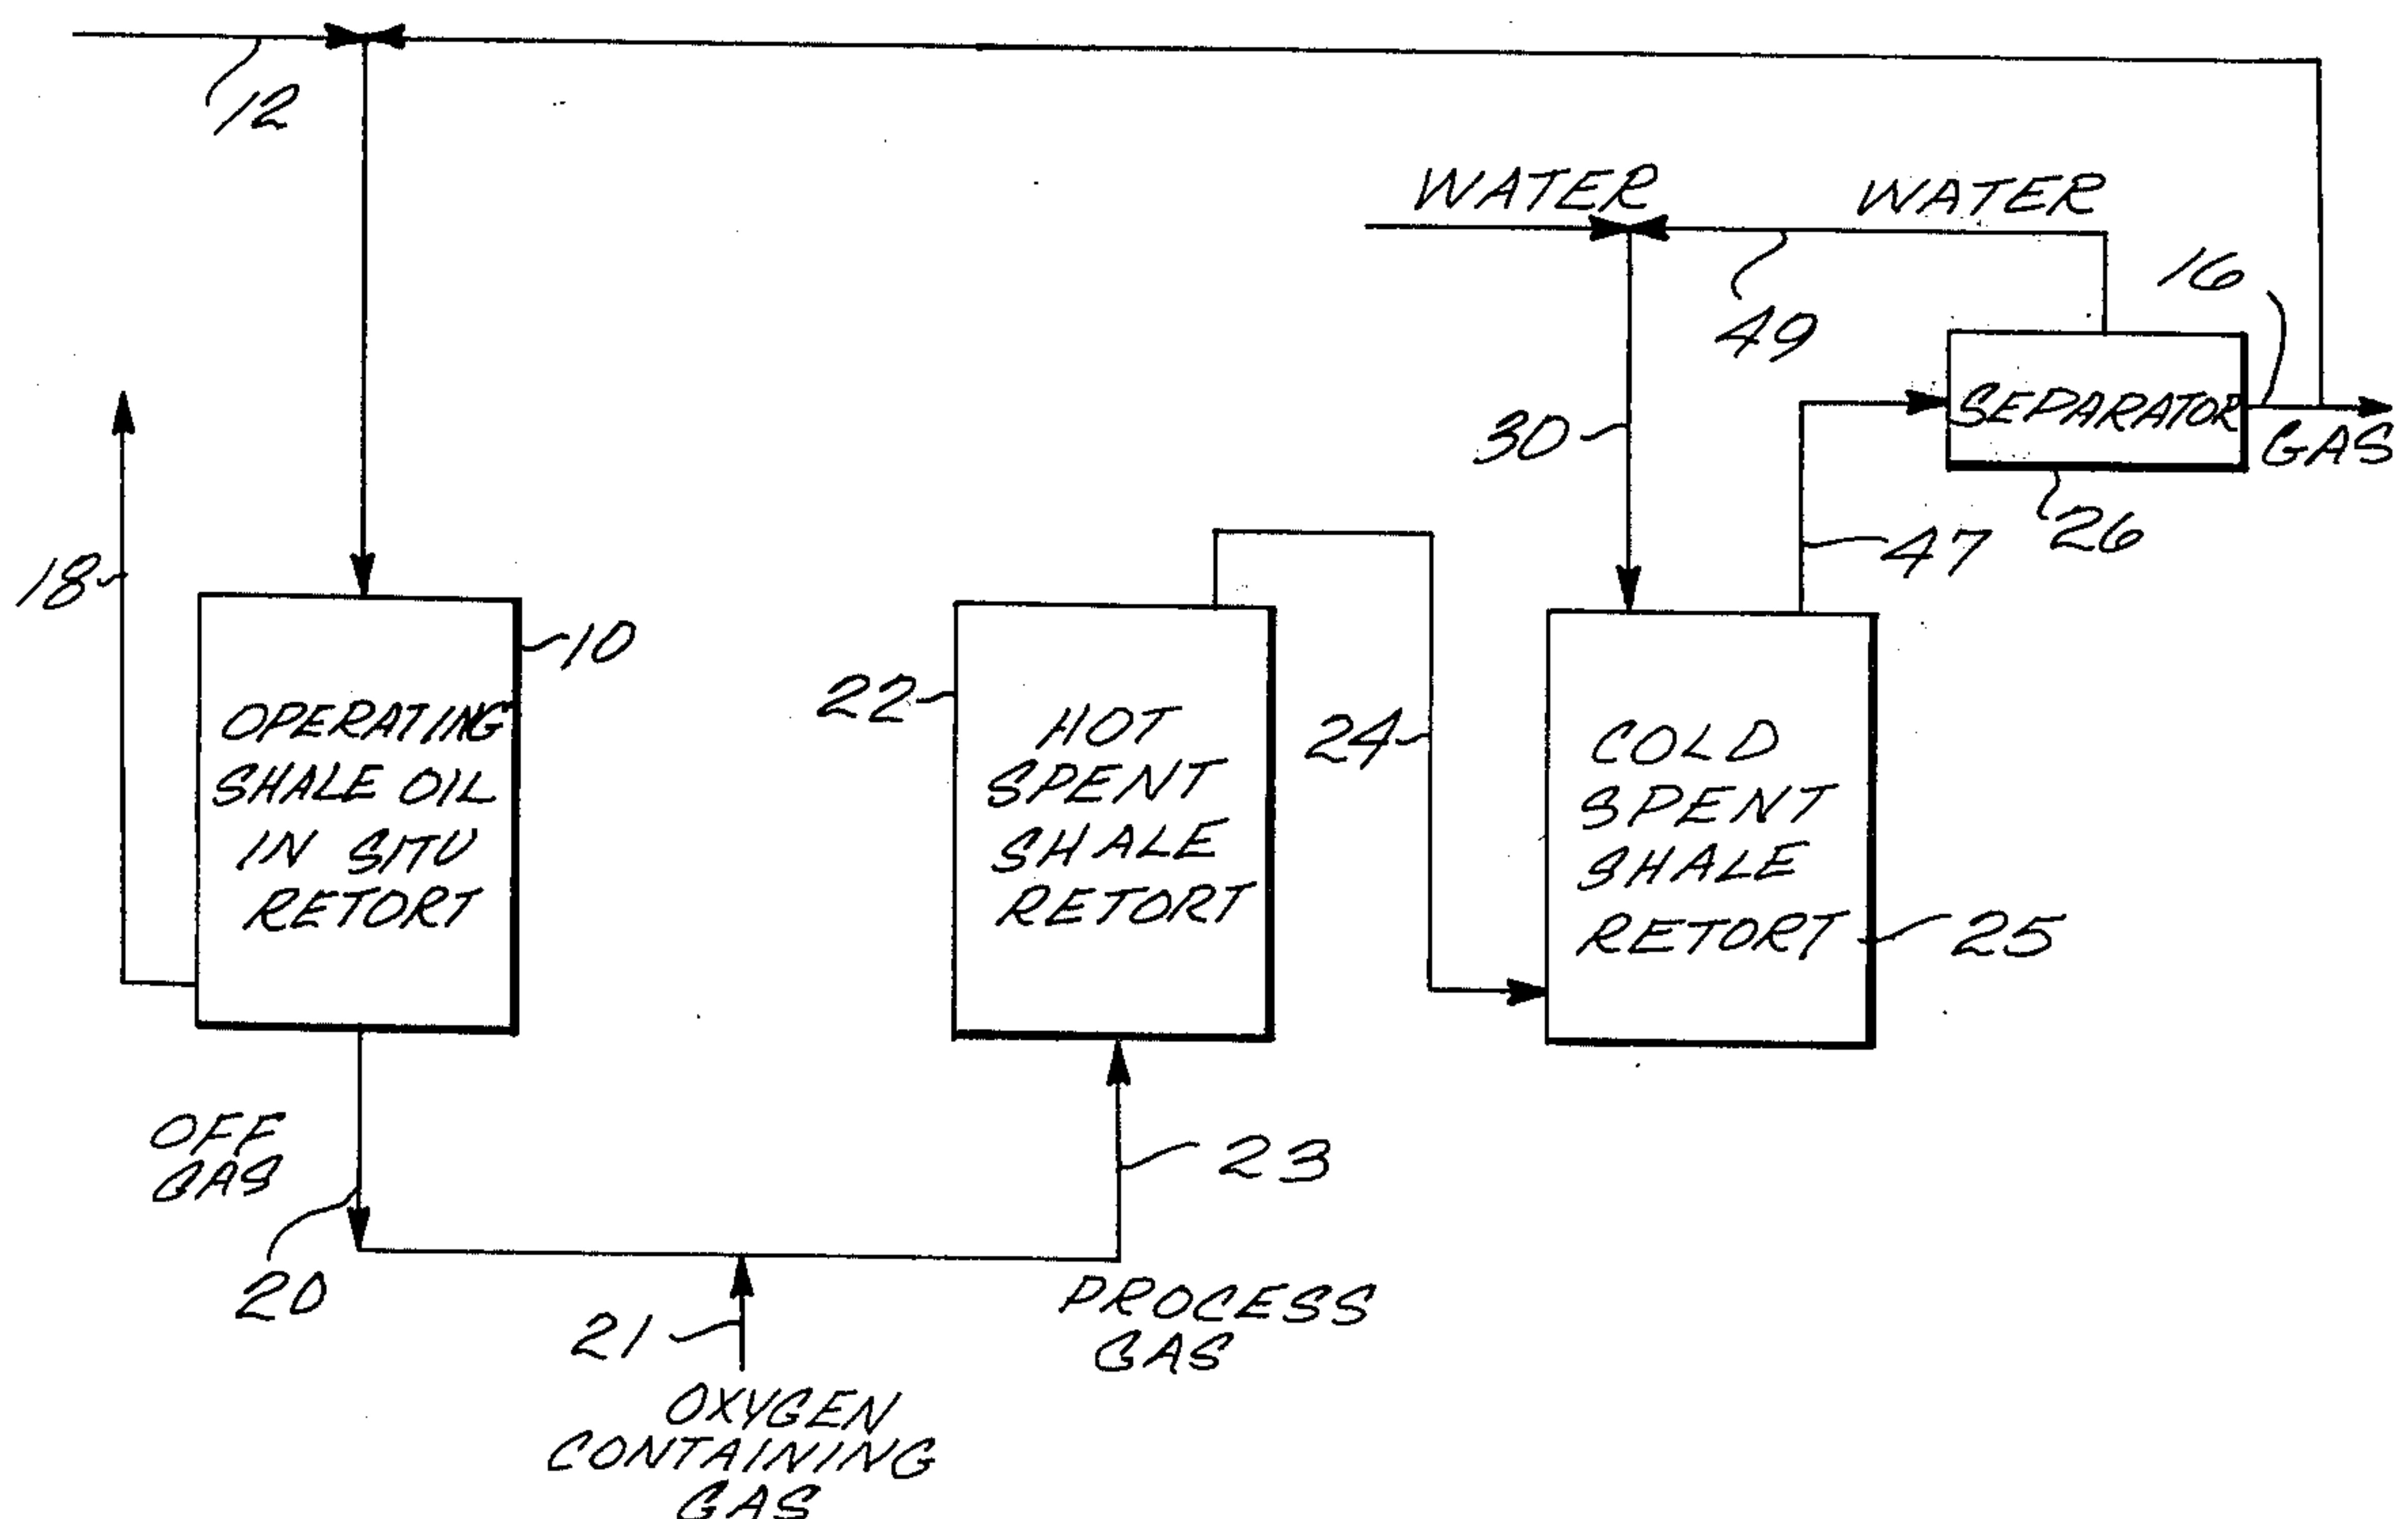 12
WATER
WATER
16
49
SEPARATOR
30
GAS
26
47
18
10
22
24
OPERATING
SHALE OIL
IN SITU
RETORT
HOT
SPENT
SHALE
RETORT
COLD
SPENT
SHALE
RETORT
25
OFF
GAS
23
20
PROCESS
GAS
21
OXYGEN
CONTAINING
GAS